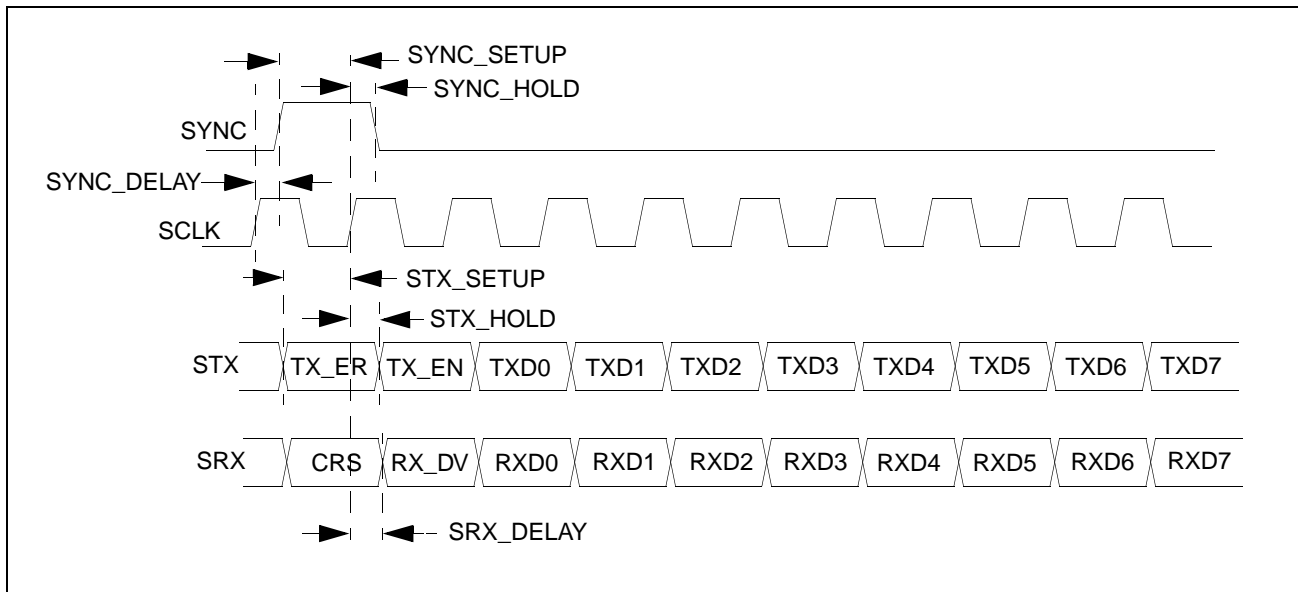 SYNC_SETUP
SYNC_HOLD
SYNC
SYNC_DELAY
SCLK
STX_SETUP
STX_HOLD
STX TX_ER TX_EN TXD0 TXD1 TXD2 TXD3 TXD4 TXD5 TXD6 TXD7
SRX CRS RX_DV RXD0 RXD1 RXD2 RXD3 RXD4 RXD5 RXD6 RXD7
SRX_DELAY